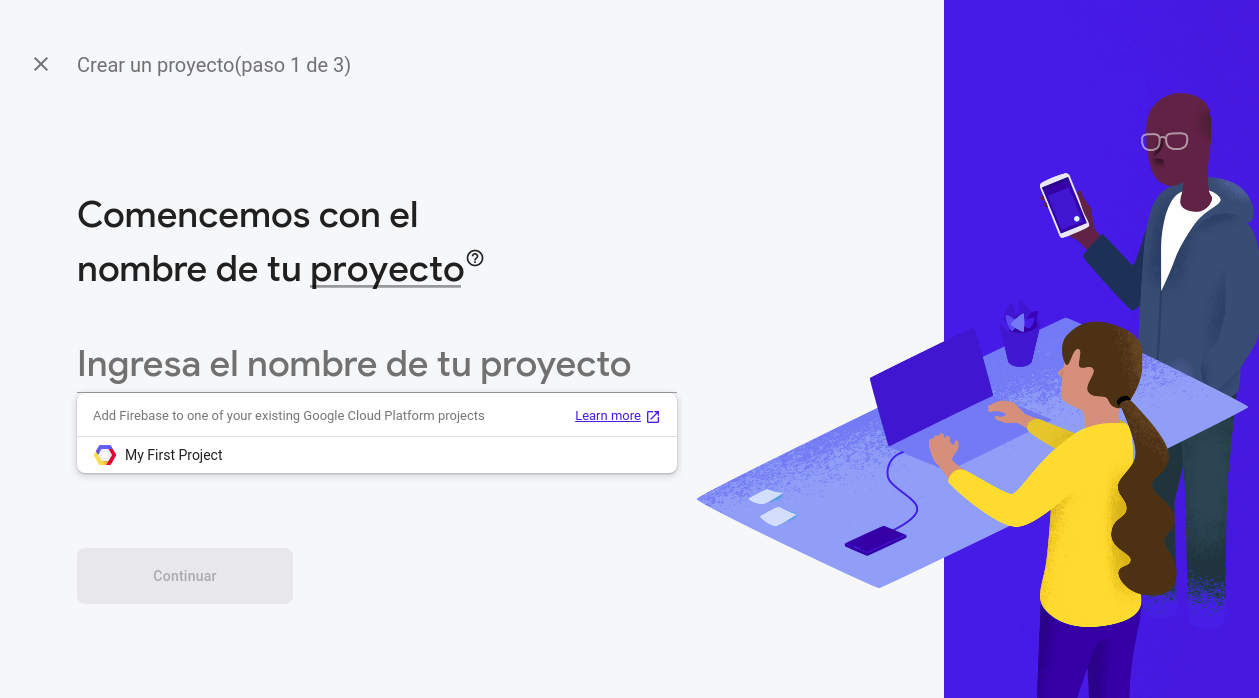 Crear un proyecto(paso 1 de 3)
Comencemos con el
nombre de tu proyecto
Ingresa el nombre de tu proyecto
Add Firebase to one of your existing Google Cloud Platform projects Learn more
My First Project
Continuar